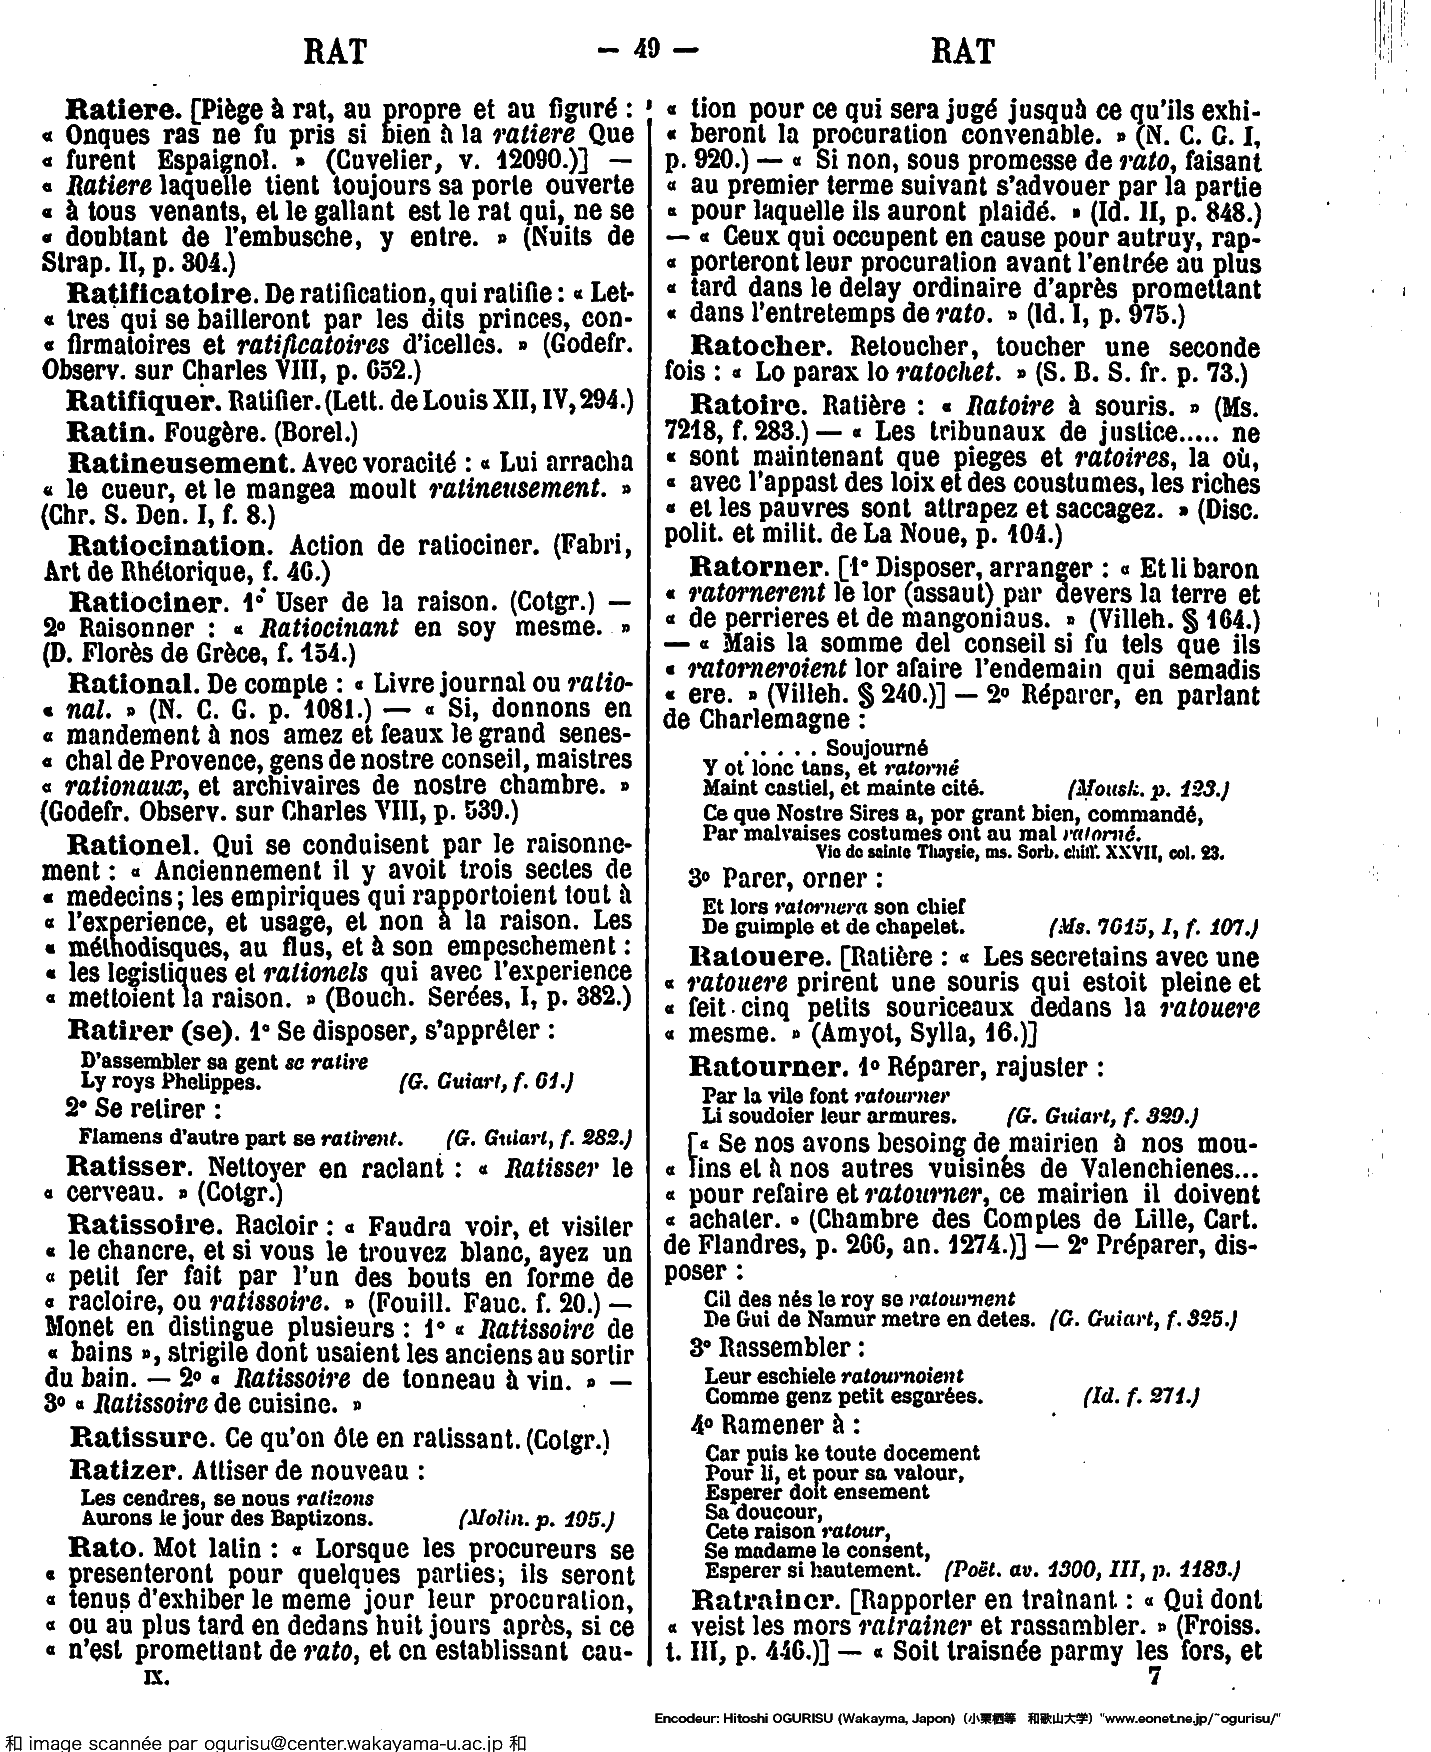 RAT — 49 — RAT
Ratiere. [Piège à rat, au propre et au figuré :
« Onques ras ne fu pris si bien à la ratiere Que
« furent Espaignol. » (Cuvelier, v. 12090.)] —
« Ratiere laquelle tient toujours sa porte ouverte
« à tous venants, et le gallant est le rat qui, ne se
« doubtant de l'embusche, y entre. » (Nuits de
Strap. II, p. 304.)
Ratificatoire. De ratification, qui ratifie : « Let-
« tres qui se bailleront par les dits princes, con-
« firmatoires et ratificatoires d'icelles. » (Godefr.
Observ. sur Charles VIII, p. 652.)
Ratifiquer. Ratifier. (Lett. de Louis XII, IV, 294.)
Ratin. Fougère. (Borel.)
Ratineusement. Avec voracité : « Lui arracha
« le cueur, et le mangea moult ratineusement. »
(Chr. S. Den. I, f. 8.)
Ratiocination. Action de ratiociner. (Fabri,
Art de Rhétorique, f. 46.)
Ratiociner. 1° User de la raison. (Cotgr.) —
2° Raisonner : « Ratiocinant en soy mesme. »
(D. Florès de Grèce, f. 154.)
Rational. De compte : « Livre journal ou ratio-
« nal. » (N. C. G. p. 1081.) — « Si, donnons en
« mandement à nos amez et feaux le grand senes-
« chal de Provence, gens de nostre conseil, maistres
« rationaux, et archivaires de nostre chambre. »
(Godefr. Observ. sur Charles VIII, p. 539.)
Rationel. Qui se conduisent par le raisonne-
ment : « Anciennement il y avoit trois sectes de
« medecins ; les empiriques qui rapportoient tout à
« l'experience, et usage, et non à la raison. Les
« méthodisques, au flus, et à son empeschement :
« les legistiques et rationels qui avec l'experience
« mettoient la raison. » (Bouch. Serées, I, p. 382.)
Ratirer (se). 1° Se disposer, s'apprêter :
D'assembler sa gent se ratire
Ly roys Phelippes. (G. Guiart, f. 61.)
2° Se retirer :
Flamens d'autre part se ratirent. (G. Guiart, f. 282.)
Ratisser. Nettoyer en raclant : « Ratisser le
« cerveau. » (Cotgr.)
Ratissoire. Racloir : « Faudra voir, et visiter
« le chancre, et si vous le trouvez blanc, ayez un
« petit fer fait par l'un des bouts en forme de
« racloire, ou ratissoire. » (Fouill. Fauc. f. 20.) —
Monet en distingue plusieurs : 1° « Ratissoire de
« bains », strigile dont usaient les anciens au sortir
du bain. — 2° « Ratissoire de tonneau à vin. » —
3° « Ratissoire de cuisine. »
Ratissure. Ce qu'on ôte en ratissant. (Cotgr.)
Ratizer. Attiser de nouveau :
Les cendres, se nous ratizons
Aurons le jour des Baptizons. (Molin. p. 195.)
Rato. Mot latin : « Lorsque les procureurs se
« presenteront pour quelques parties; ils seront
« tenus d'exhiber le meme jour leur procuration,
« ou au plus tard en dedans huit jours après, si ce
« n'est promettant de rato, et en establissant cau-
IX.
« tion pour ce qui sera jugé jusquà ce qu'ils exhi-
« beront la procuration convenable. » (N. C. G. I,
p. 920.) — « Si non, sous promesse de rato, faisant
« au premier terme suivant s'advouer par la partie
« pour laquelle ils auront plaidé. » (Id. II, p. 848.)
— « Ceux qui occupent en cause pour autruy, rap-
« porteront leur procuration avant l'entrée au plus
« tard dans le delay ordinaire d'après promettant
« dans l'entretemps de rato. » (Id. I, p. 975.)
Ratocher. Retoucher, toucher une seconde
fois : « Lo parax lo ratochet. » (S. B. S. fr. p. 73.)
Ratoire. Ratière : « Ratoire à souris. » (Ms.
7218, f. 283.) — « Les tribunaux de justice..... ne
« sont maintenant que pieges et ratoires, la où,
« avec l'appast des loix et des coustumes, les riches
« et les pauvres sont attrapez et saccagez. » (Disc.
polit. et milit. de La Noue, p. 104.)
Ratorner. [1° Disposer, arranger : « Et li baron
« ratornerent le lor (assaut) par devers la terre et
« de perrieres et de mangoniaus. » (Villeh. § 164.)
— « Mais la somme del conseil si fu tels que ils
« ratorneroient lor afaire l'endemain qui semadis
« ere. » (Villeh. § 240.)] — 2° Réparer, en parlant
de Charlemagne :
. . . . . Soujourné
Y ot lonc tans, et ratorné
Maint castiel, et mainte cité. (Mousk. p. 123.)
Ce que Nostre Sires a, por grant bien, commandé,
Par malvaises costumes ont au mal ratorné.
Vie de sainte Thaysie, ms. Sorb. chiff. XXVII, col. 23.
3° Parer, orner :
Et lors ratornera son chief
De guimple et de chapelet. (Ms. 7615, I, f. 107.)
Ratouere. [Ratière : « Les secretains avec une
« ratouere prirent une souris qui estoit pleine et
« feit cinq petits souriceaux dedans la ratouere
« mesme. » (Amyot, Sylla, 16.)]
Ratourner. 1° Réparer, rajuster :
Par la vile font ratourner
Li soudoier leur armures. (G. Guiart, f. 329.)
[« Se nos avons besoing de mairien à nos mou-
« lins et à nos autres vuisines de Valenchienes...
« pour refaire et ratourner, ce mairien il doivent
« achater. » (Chambre des Comptes de Lille, Cart.
de Flandres, p. 266, an. 1274.)] — 2° Préparer, dis-
poser :
Cil des nés le roy se ratournent
De Gui de Namur metre en detes. (G. Guiart, f. 325.)
3° Rassembler :
Leur eschiele ratournoient
Comme genz petit esgarées. (Id. f. 271.)
4° Ramener à :
Car puis ke toute docement
Pour li, et pour sa valour,
Esperer doit ensement
Sa doucour,
Cete raison ratour,
Se madame le consent,
Esperer si hautement. (Poët. av. 1300, III, p. 1183.)
Ratrainer. [Rapporter en traînant : « Qui dont
« veist les mors ratrainer et rassambler. » (Froiss.
t. III, p. 446.)] — « Soit traisnée parmy les fors, et
7
Encodeur: Hitoshi OGURISU (Wakayma, Japon) (小栗栖等 和歌山大学) "www.eonet.ne.jp/~ogurisu/"
和 image scannée par ogurisu@center.wakayama-u.ac.jp 和